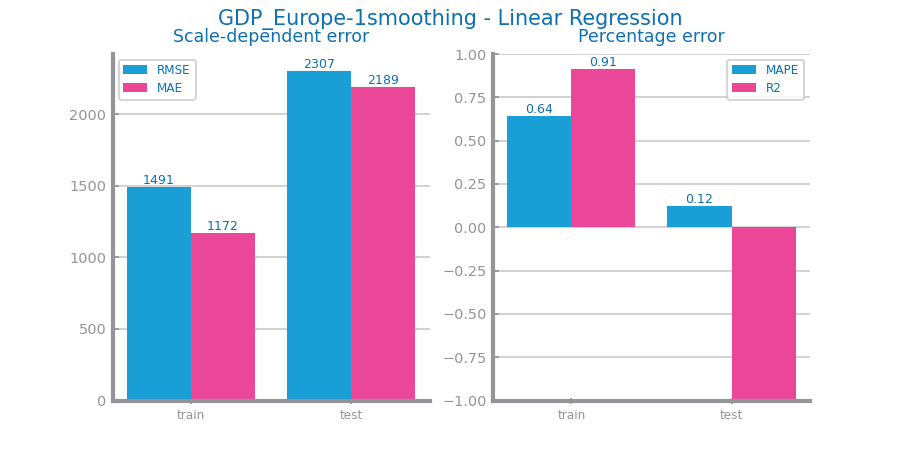 GDP_Europe-1smoothing - Linear Regression
Scale-dependent error
RMSE
MAE
2307
2189
1491
1172
2000
1500
1000
500
0
train
test
Percentage error
MAPE
R2
0.91
0.64
0.12
1.00
0.75
0.50
0.25
0.00
−0.25
−0.50
−0.75
−1.00
train
test